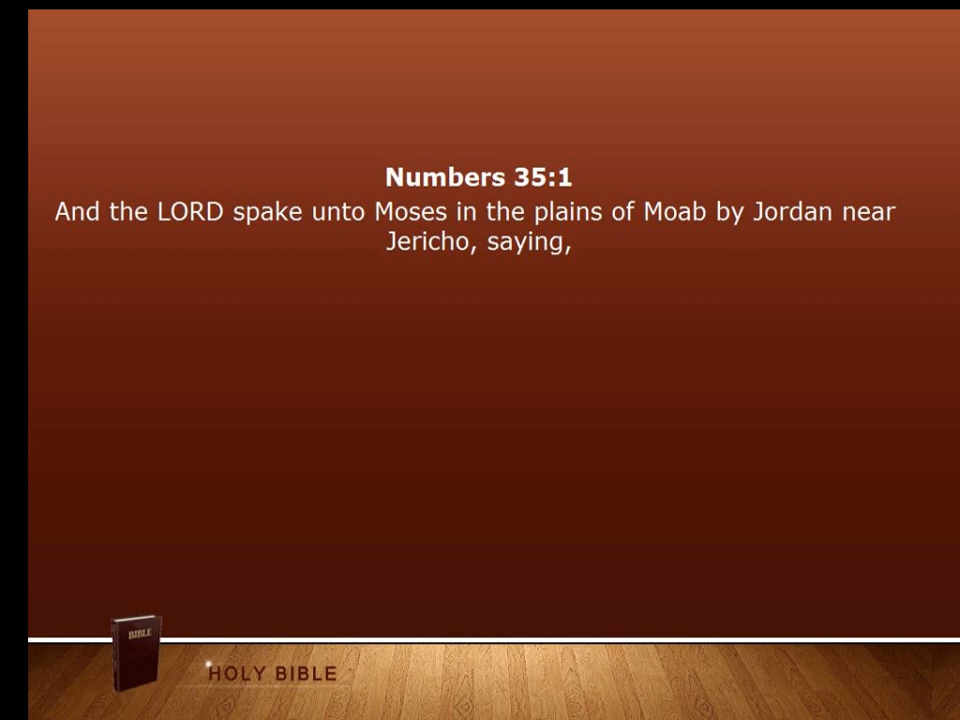 Numbers 35:1
And the LORD spake unto Moses in the plains of Moab by Jordan near
Jericho, saying,
BIBLE
HOLY BIBLE